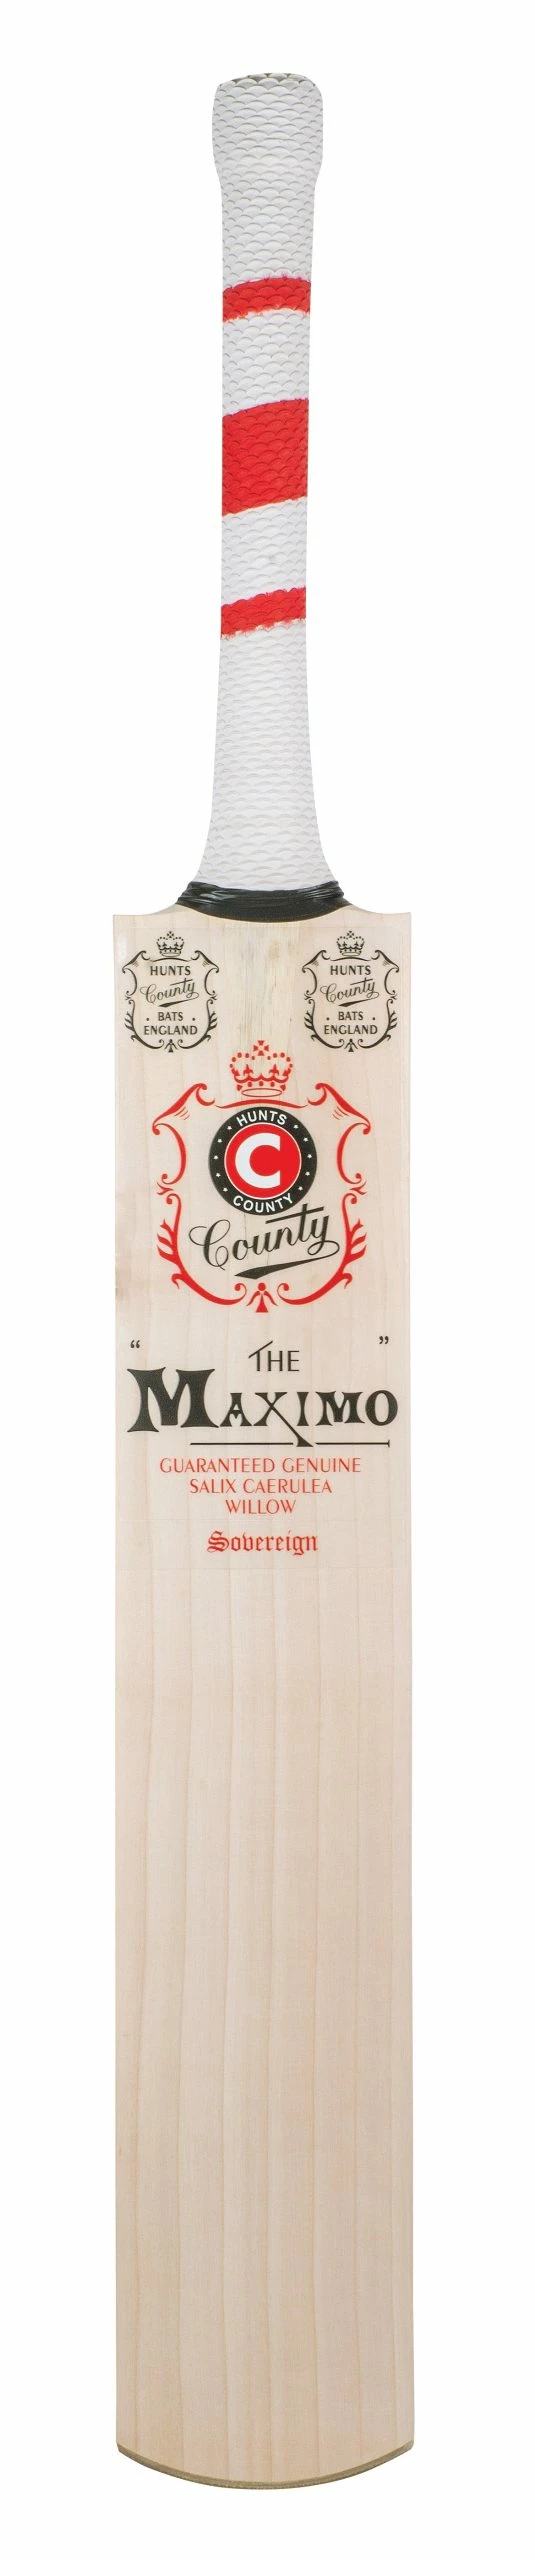 HUNTS
County
BATS
ENGLAND
HUNTS
County
BATS
ENGLAND
HUNTS
C
COUNTY
County
“ THE ”
MAXIMO
GUARANTEED GENUINE
SALIX CAERULEA
WILLOW
Sovereign